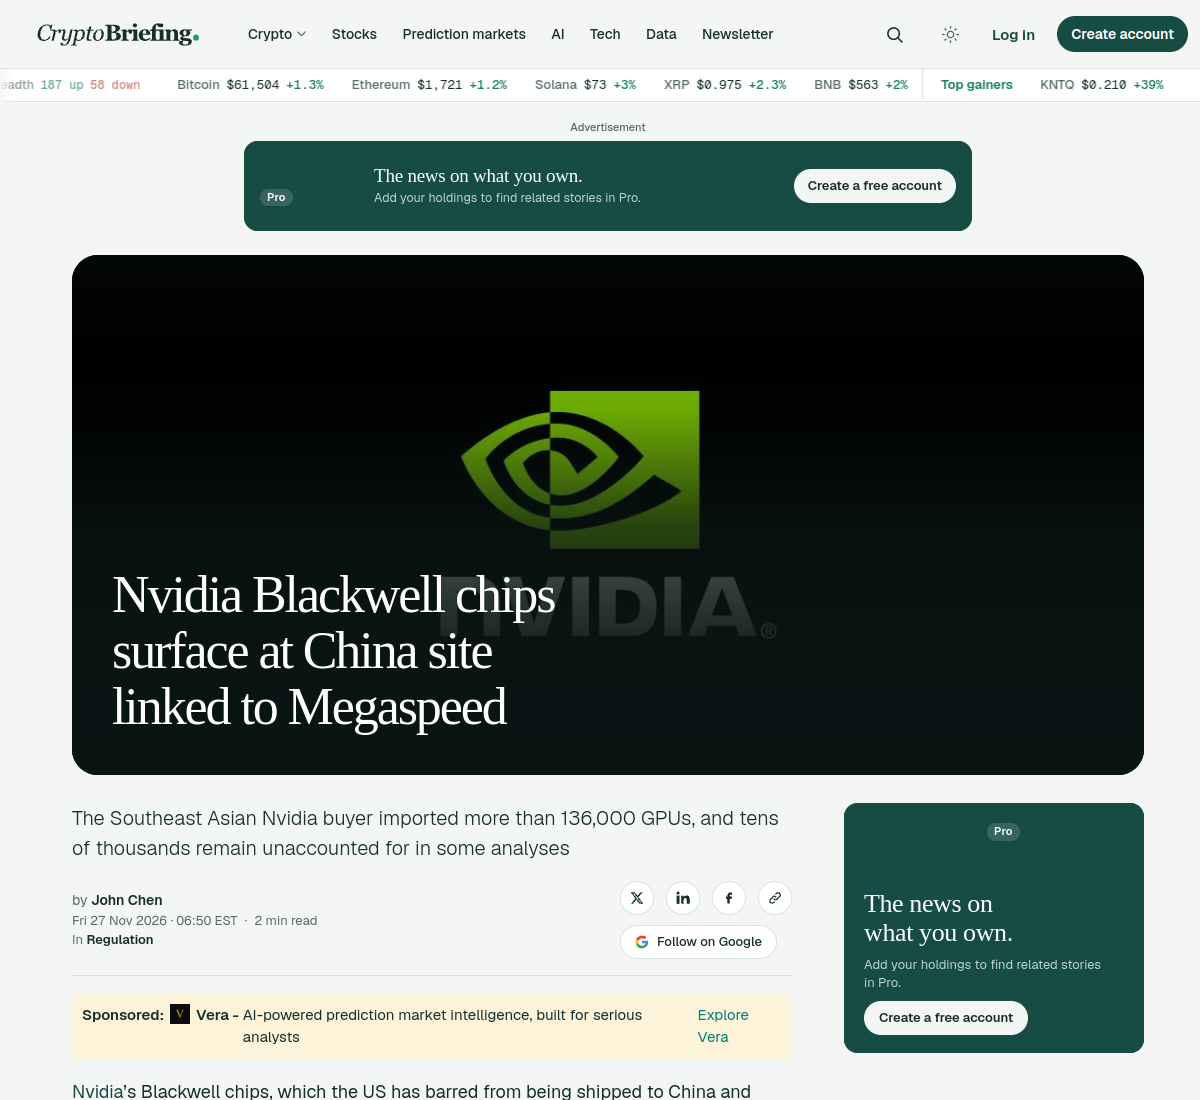 CryptoBriefing.
Crypto Stocks Prediction markets AI Tech Data Newsletter Log in Create account
eadth 187 up 58 down Bitcoin $61,504 +1.3% Ethereum $1,721 +1.2% Solana $73 +3% XRP $0.975 +2.3% BNB $563 +2% Top gainers KNTQ $0.210 +39%
Advertisement
The news on what you own.
Add your holdings to find related stories in Pro.
Pro
Create a free account
NVIDIA®
Nvidia Blackwell chips
surface at China site
linked to Megaspeed
The Southeast Asian Nvidia buyer imported more than 136,000 GPUs, and tens
of thousands remain unaccounted for in some analyses
by John Chen
Fri 27 Nov 2026 · 06:50 EST · 2 min read
In Regulation
Follow on Google
Sponsored: V Vera - AI-powered prediction market intelligence, built for serious
analysts
Explore
Vera
Nvidia's Blackwell chips, which the US has barred from being shipped to China and
Pro
The news on
what you own.
Add your holdings to find related stories
in Pro.
Create a free account